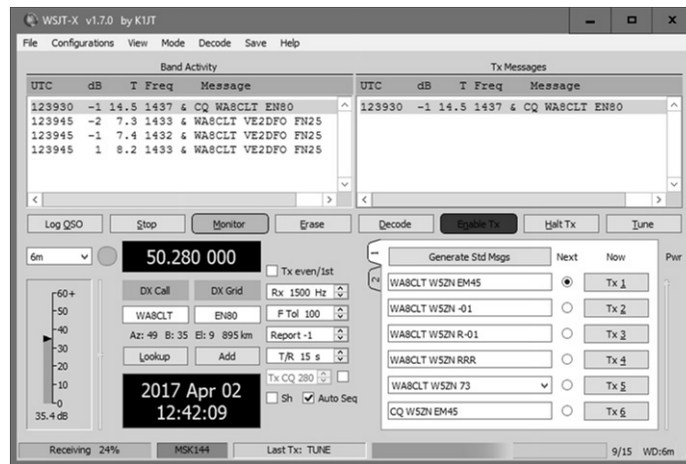 WSJT-X v1.7.0 by K1JT
File Configurations View Mode Decode Save Help
Band Activity
UTC dB T Freq Message
123930 -1 14.5 1437 & CQ WA8CLT EN80
123945 -2 7.3 1433 & WA8CLT VE2DFO FN25
123945 -1 7.4 1432 & WA8CLT VE2DFO FN25
123945 1 8.2 1433 & WA8CLT VE2DFO FN25
Tx Messages
UTC dB T Freq Message
123930 -1 14.5 1437 & CQ WA8CLT EN80
Log QSO Stop Monitor Erase Decode Enable Tx Halt Tx Tune
6m
50.280 000
Tx even/1st
DX Call DX Grid
Rx 1500 Hz
WA8CLT EN80
F Tol 100
Az: 49 B: 35 El: 9 895 km
Report -1
Lookup Add
T/R 15 s
Tx CQ 280
2017 Apr 02
12:42:09
Sh Auto Seq
60+
50
40
30
20
10
0
35.4 dB
1
2
Generate Std Msgs Next Now Pwr
WA8CLT W5ZN EM45 Tx 1
WA8CLT W5ZN -01 Tx 2
WA8CLT W5ZN R-01 Tx 3
WA8CLT W5ZN RRR Tx 4
WA8CLT W5ZN 73 Tx 5
CQ W5ZN EM45 Tx 6
Receiving 24% MSK144 Last Tx: TUNE 9/15 WD:6m